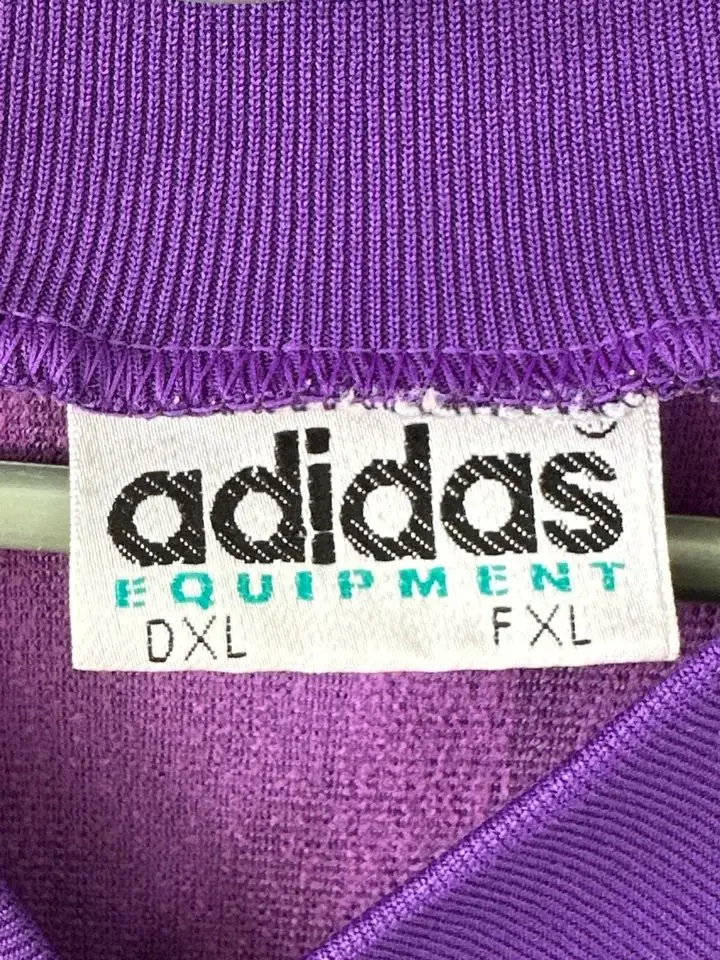 adidas
EQUIPMENT
DXL FXL